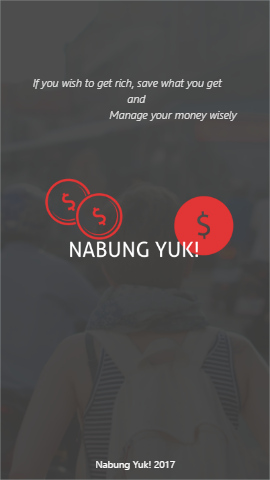 If you wish to get rich, save what you get
and
Manage your money wisely
$ $ $
NABUNG YUK!
Nabung Yuk! 2017